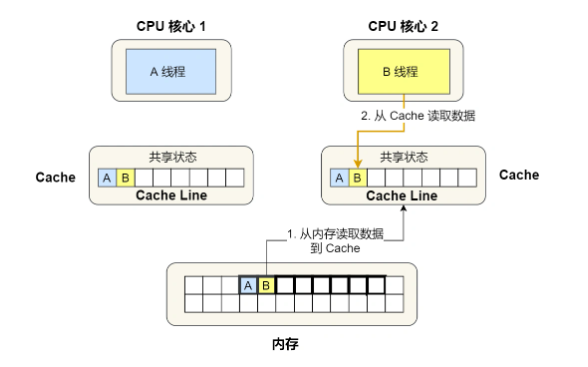 CPU 核心 1
CPU 核心 2
A 线程
B 线程
2. 从 Cache 读取数据
Cache
共享状态
A B
Cache Line
共享状态
A B
Cache Line
Cache
1. 从内存读取数据
到 Cache
A B
内存